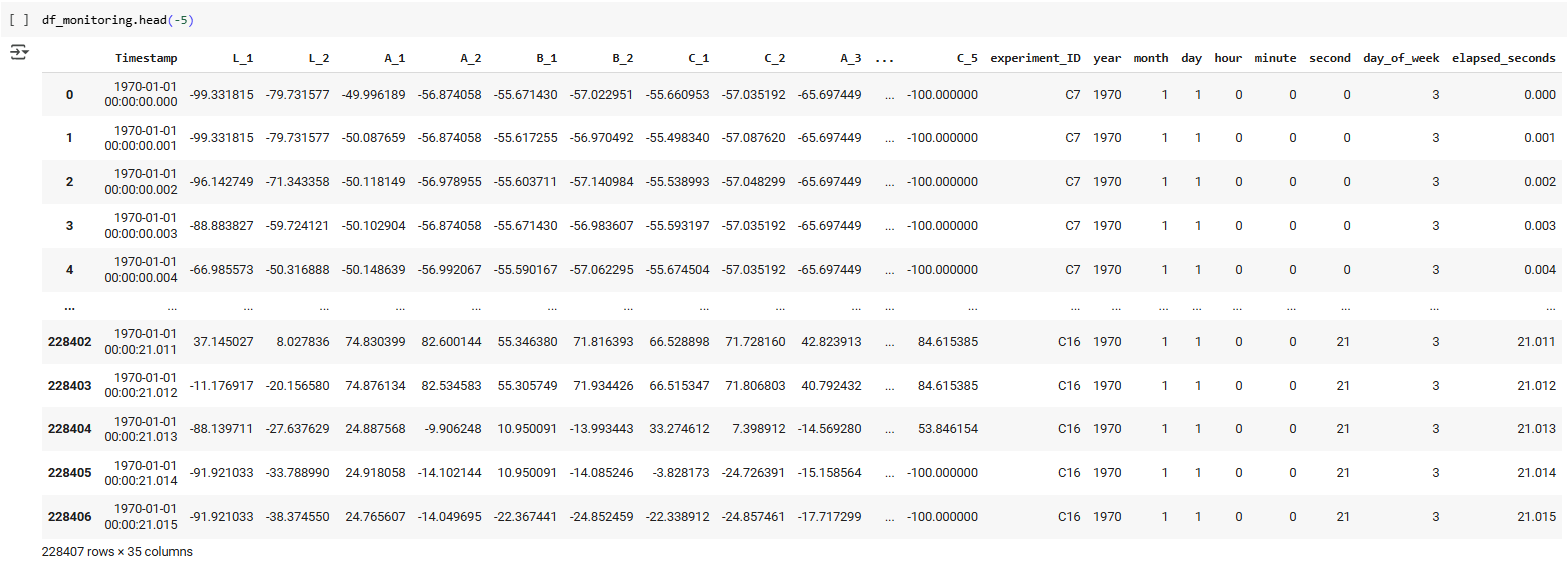 [ ] df_monitoring.head(-5)
Timestamp L_1 L_2 A_1 A_2 B_1 B_2 C_1 C_2 A_3 ... C_5 experiment_ID year month day hour minute second day_of_week elapsed_seconds
0 1970-01-01 00:00:00.000 -99.331815 -79.731577 -49.996189 -56.874058 -55.671430 -57.022951 -55.660953 -57.035192 -65.697449 ... -100.000000 C7 1970 1 1 0 0 0 3 0.000
1 1970-01-01 00:00:00.001 -99.331815 -79.731577 -50.087659 -56.874058 -55.617255 -56.970492 -55.498340 -57.087620 -65.697449 ... -100.000000 C7 1970 1 1 0 0 0 3 0.001
2 1970-01-01 00:00:00.002 -96.142749 -71.343358 -50.118149 -56.978955 -55.603711 -57.140984 -55.538993 -57.048299 -65.697449 ... -100.000000 C7 1970 1 1 0 0 0 3 0.002
3 1970-01-01 00:00:00.003 -88.883827 -59.724121 -50.102904 -56.874058 -55.671430 -56.983607 -55.593197 -57.035192 -65.697449 ... -100.000000 C7 1970 1 1 0 0 0 3 0.003
4 1970-01-01 00:00:00.004 -66.985573 -50.316888 -50.148639 -56.992067 -55.590167 -57.062295 -55.674504 -57.035192 -65.697449 ... -100.000000 C7 1970 1 1 0 0 0 3 0.004
... ... ... ... ... ... ... ... ... ... ... ... ... ... ... ... ... ... ... ... ... ...
228402 1970-01-01 00:00:21.011 37.145027 8.027836 74.830399 82.600144 55.346380 71.816393 66.528898 71.728160 42.823913 ... 84.615385 C16 1970 1 1 0 0 21 3 21.011
228403 1970-01-01 00:00:21.012 -11.176917 -20.156580 74.876134 82.534583 55.305749 71.934426 66.515347 71.806803 40.792432 ... 84.615385 C16 1970 1 1 0 0 21 3 21.012
228404 1970-01-01 00:00:21.013 -88.139711 -27.637629 24.887568 -9.906248 10.950091 -13.993443 33.274612 7.398912 -14.569280 ... 53.846154 C16 1970 1 1 0 0 21 3 21.013
228405 1970-01-01 00:00:21.014 -91.921033 -33.788990 24.918058 -14.102144 10.950091 -14.085246 -3.828173 -24.726391 -15.158564 ... -100.000000 C16 1970 1 1 0 0 21 3 21.014
228406 1970-01-01 00:00:21.015 -91.921033 -38.374550 24.765607 -14.049695 -22.367441 -24.852459 -22.338912 -24.857461 -17.717299 ... -100.000000 C16 1970 1 1 0 0 21 3 21.015
228407 rows × 35 columns